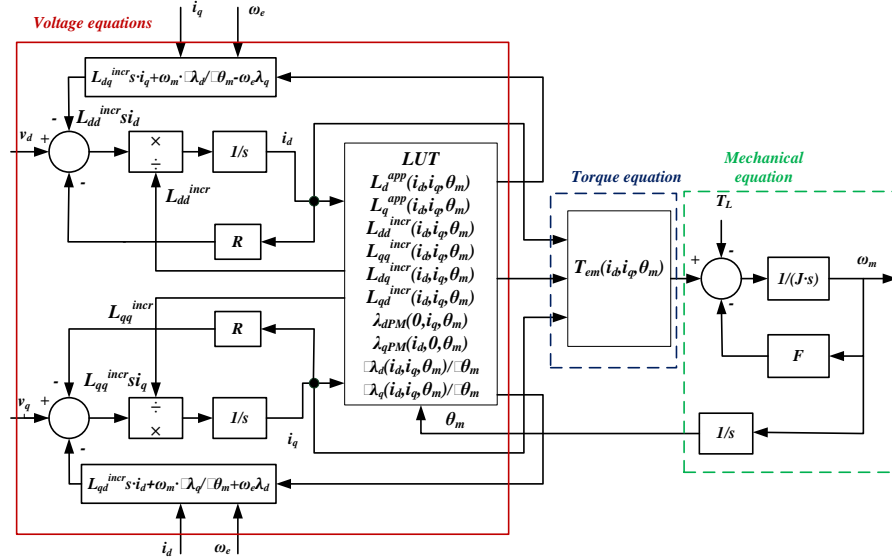 Voltage equations
i_q
ω_e
L_dq^incr s·i_q+ω_m·□λ_d/□θ_m-ω_eλ_q
-
L_dd^incr si_d
v_d
+
×
÷
1/s
i_d
-
L_dd^incr
R
LUT
L_d^app(i_d,i_q,θ_m)
L_q^app(i_d,i_q,θ_m)
L_dd^incr(i_d,i_q,θ_m)
L_qq^incr(i_d,i_q,θ_m)
L_dq^incr(i_d,i_q,θ_m)
L_qd^incr(i_d,i_q,θ_m)
λ_dPM(0,i_q,θ_m)
λ_qPM(i_d,0,θ_m)
□λ_d(i_d,i_q,θ_m)/□θ_m
□λ_q(i_d,i_q,θ_m)/□θ_m
θ_m
L_qq^incr
R
-
L_qq^incr si_q
v_q
+
÷
×
1/s
i_q
-
L_qd^incr s·i_d+ω_m·□λ_q/□θ_m+ω_eλ_d
i_d
ω_e
Torque equation
T_em(i_d,i_q,θ_m)
Mechanical
equation
T_L
-
+
-
1/(J·s)
ω_m
F
1/s